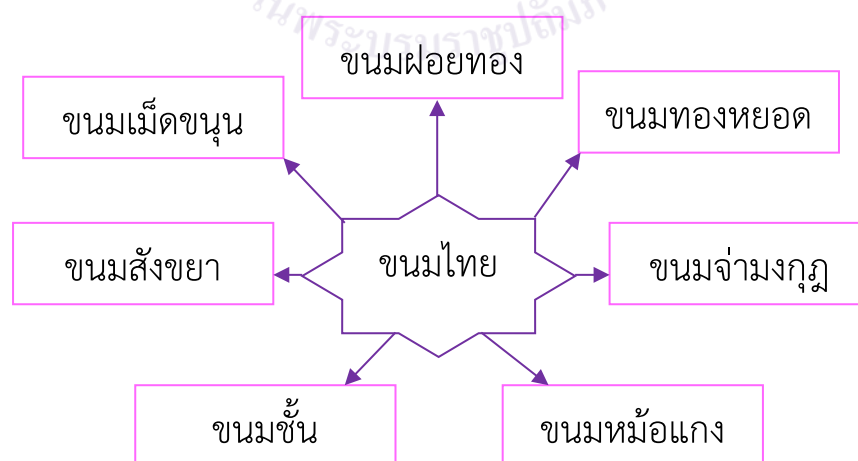 ขนมฝอยทอง
ขนมเม็ดขนุน
ขนมทองหยอด
ขนมสังขยา
ขนมไทย
ขนมจ่ามงกุฎ
ขนมชั้น
ขนมหม้อแกง